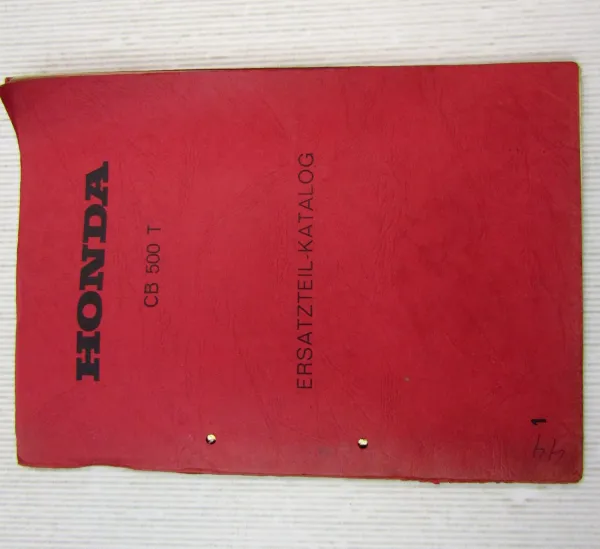 HONDA
CB 500 T
ERSATZTEIL-KATALOG
1
44